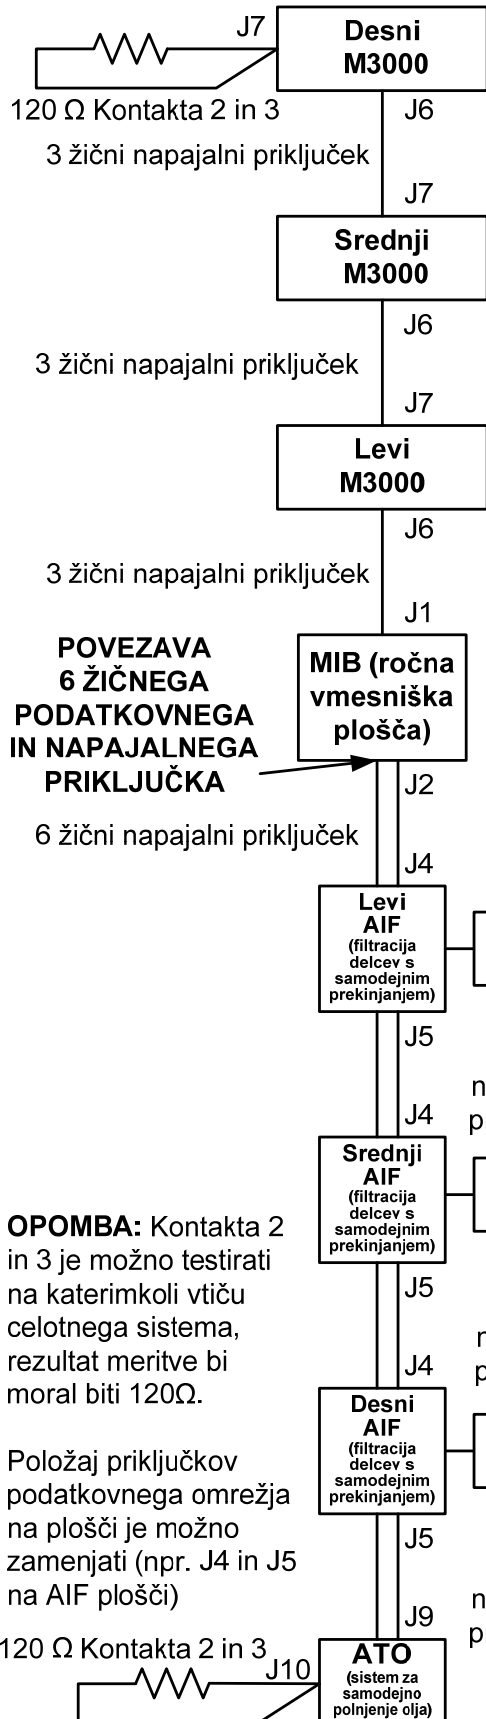 J7
Desni
M3000
120 Ω Kontakta 2 in 3
J6
3 žični napajalni priključek
J7
Srednji
M3000
J6
3 žični napajalni priključek
J7
Levi
M3000
J6
3 žični napajalni priključek
J1
POVEZAVA
6 ŽIČNEGA
PODATKOVNEGA
IN NAPAJALNEGA
PRIKLJUČKA
MIB (ročna
vmesniška
plošča)
J2
6 žični napajalni priključek
J4
Levi
AIF
(filtracija
delcev s
samodejnim
prekinjanjem)
J5
n
p
J4
Srednji
AIF
(filtracija
delcev s
samodejnim
prekinjanjem)
J5
OPOMBA: Kontakta 2
in 3 je možno testirati
na katerimkoli vtiču
celotnega sistema,
rezultat meritve bi
moral biti 120Ω.
n
p
J4
Desni
AIF
(filtracija
delcev s
samodejnim
prekinjanjem)
J5
Položaj priključkov
podatkovnega omrežja
na plošči je možno
zamenjati (npr. J4 in J5
na AIF plošči)
n
p
J9
120 Ω Kontakta 2 in 3
J10
ATO
(sistem za
samodejno
polnjenje olja)